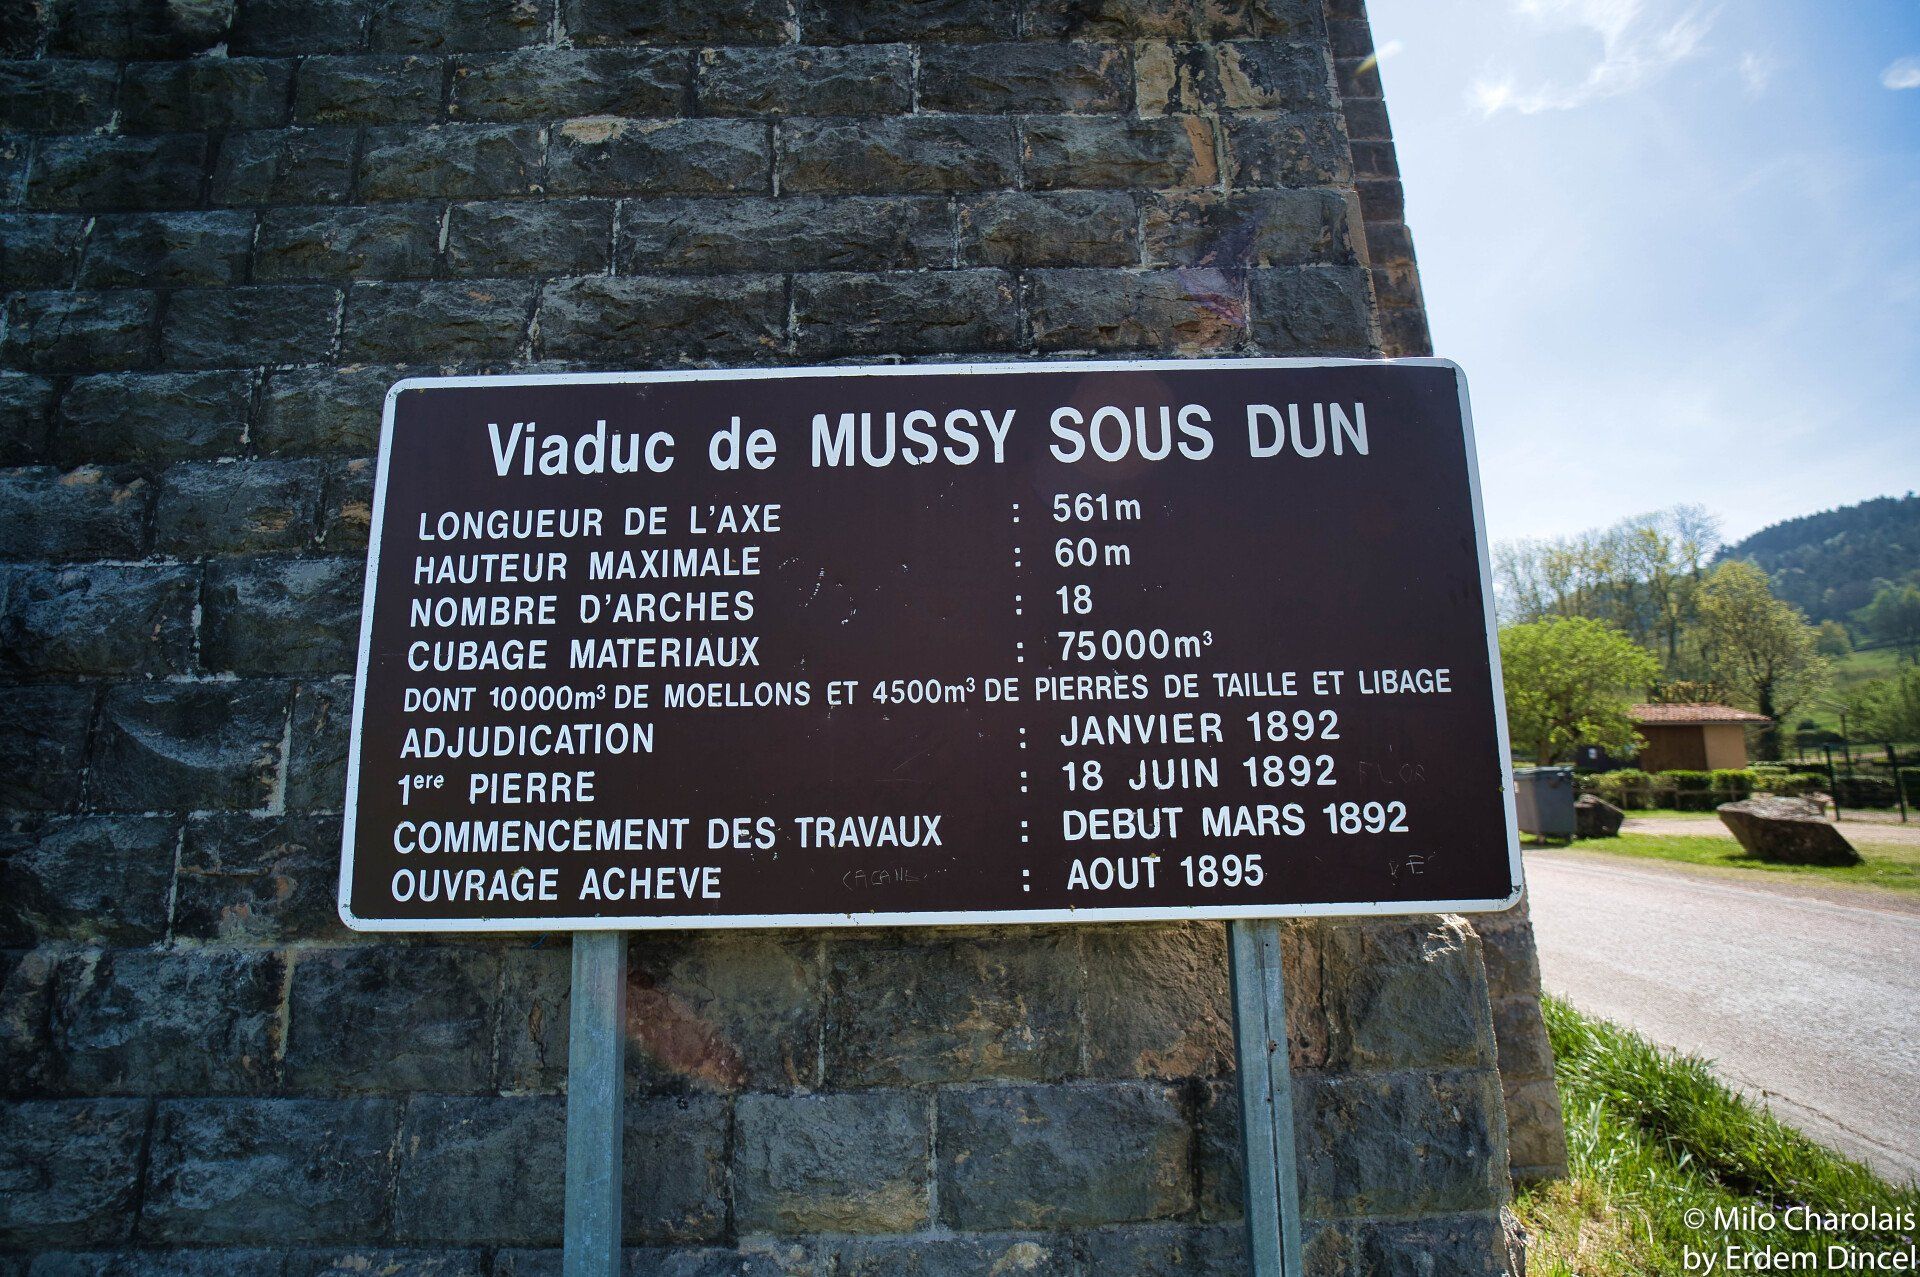 Viaduc de MUSSY SOUS DUN
LONGUEUR DE L'AXE : 561m
HAUTEUR MAXIMALE : 60m
NOMBRE D'ARCHES : 18
CUBAGE MATERIAUX : 75000m³
DONT 10000m³ DE MOELLONS ET 4500m³ DE PIERRES DE TAILLE ET LIBAGE
ADJUDICATION : JANVIER 1892
1ere PIERRE : 18 JUIN 1892
COMMENCEMENT DES TRAVAUX : DEBUT MARS 1892
OUVRAGE ACHEVE : AOUT 1895
© Milo Charolais
by Erdem Dincel